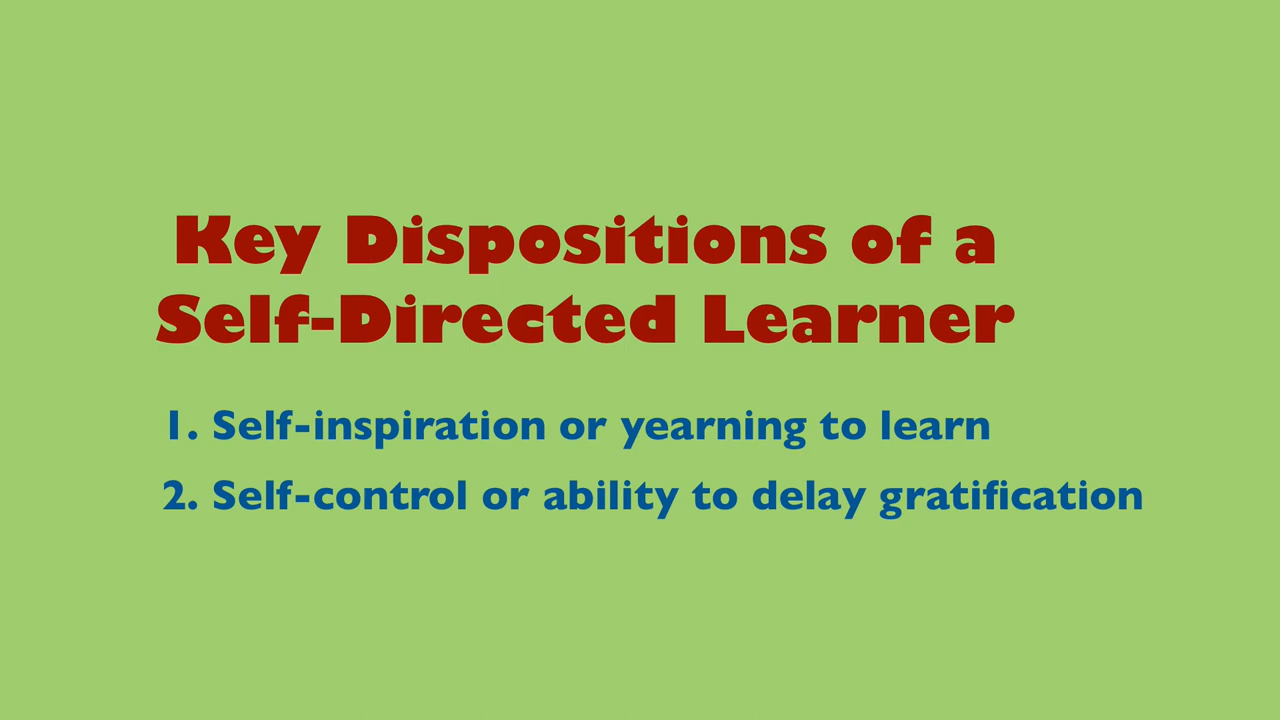 Key Dispositions of a
Self-Directed Learner
1. Self-inspiration or yearning to learn
2. Self-control or ability to delay gratification